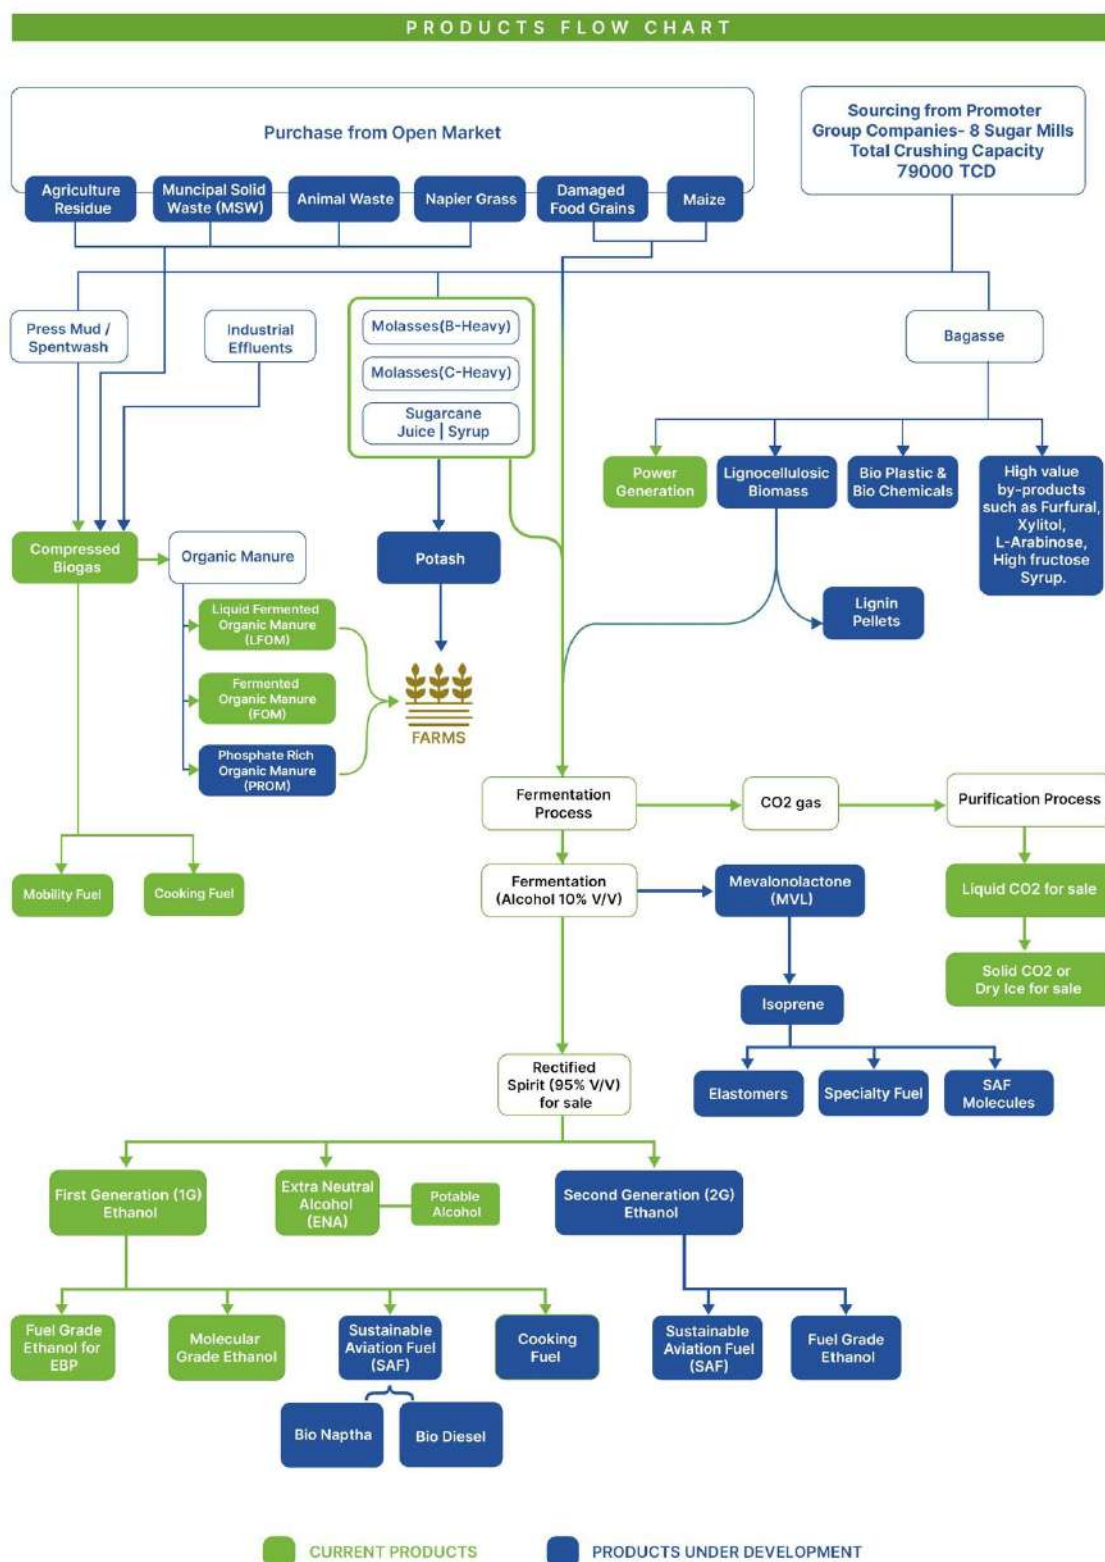 PRODUCTS FLOW CHART
Purchase from Open Market
Sourcing from Promoter
Group Companies- 8 Sugar Mills
Total Crushing Capacity
79000 TCD
Agriculture
Residue
Muncipal Solid
Waste (MSW)
Animal Waste
Napier Grass
Damaged
Food Grains
Maize
Press Mud /
Spentwash
Industrial
Effluents
Molasses(B-Heavy)
Molasses(C-Heavy)
Sugarcane
Juice | Syrup
Bagasse
Power
Generation
Lignocellulosic
Biomass
Bio Plastic &
Bio Chemicals
High value
by-products
such as Furfural,
Xylitol,
L-Arabinose,
High fructose
Syrup.
Compressed
Biogas
Organic Manure
Potash
Lignin
Pellets
Liquid Fermented
Organic Manure
(LFOM)
Fermented
Organic Manure
(FOM)
Phosphate Rich
Organic Manure
(PROM)
FARMS
Fermentation
Process
CO2 gas
Purification Process
Mobility Fuel
Cooking Fuel
Fermentation
(Alcohol 10% V/V)
Mevalonolactone
(MVL)
Liquid CO2 for sale
Solid CO2 or
Dry Ice for sale
Isoprene
Rectified
Spirit (95% V/V)
for sale
Elastomers
Specialty Fuel
SAF
Molecules
First Generation (1G)
Ethanol
Extra Neutral
Alcohol
(ENA)
Potable
Alcohol
Second Generation (2G)
Ethanol
Fuel Grade
Ethanol for
EBP
Molecular
Grade Ethanol
Sustainable
Aviation Fuel
(SAF)
Cooking
Fuel
Sustainable
Aviation Fuel
(SAF)
Fuel Grade
Ethanol
Bio Naptha
Bio Diesel
CURRENT PRODUCTS
PRODUCTS UNDER DEVELOPMENT